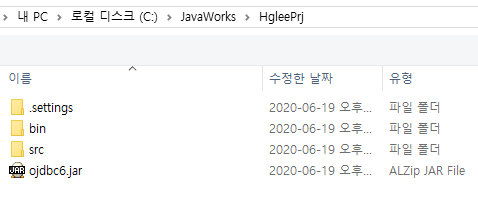 내 PC > 로컬 디스크 (C:) > JavaWorks > HgleePrj
이름 수정한 날짜 유형
.settings 2020-06-19 오후... 파일 폴더
bin 2020-06-19 오후... 파일 폴더
src 2020-06-19 오후... 파일 폴더
ojdbc6.jar 2020-06-19 오후... ALZip JAR File